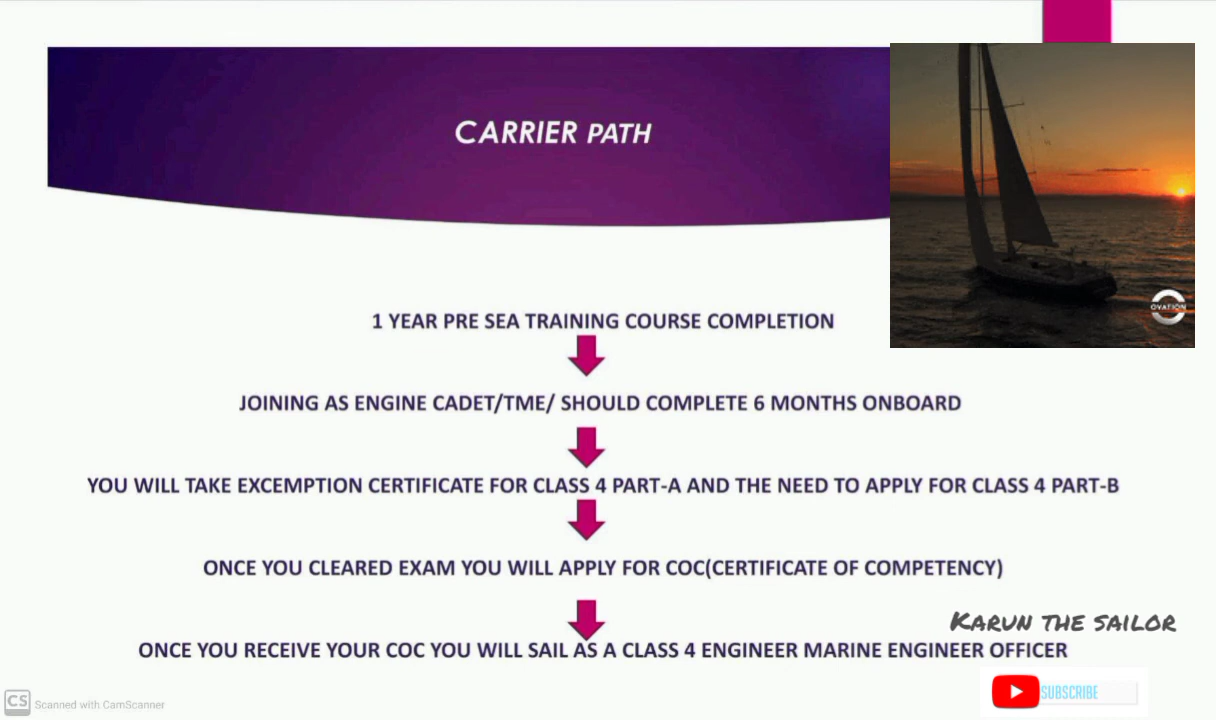 CARRIER PATH
OVATION
1 YEAR PRE SEA TRAINING COURSE COMPLETION
JOINING AS ENGINE CADET/TME/ SHOULD COMPLETE 6 MONTHS ONBOARD
YOU WILL TAKE EXCEMPTION CERTIFICATE FOR CLASS 4 PART-A AND THE NEED TO APPLY FOR CLASS 4 PART-B
ONCE YOU CLEARED EXAM YOU WILL APPLY FOR COC(CERTIFICATE OF COMPETENCY)
KARUN THE SAILOR
ONCE YOU RECEIVE YOUR COC YOU WILL SAIL AS A CLASS 4 ENGINEER MARINE ENGINEER OFFICER
SUBSCRIBE
CS Scanned with CamScanner